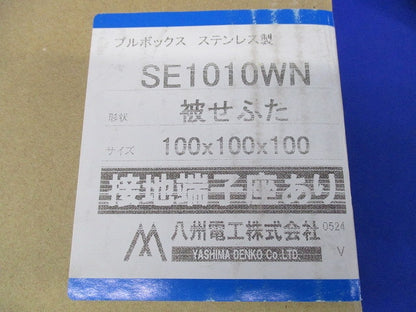 プルボックス ステンレス製
SE1010WN
形状 被せふた
サイズ 100x100x100
接地端子座あり
八州電工株式会社 0524
YASHIMA DENKO Co.LTD. V